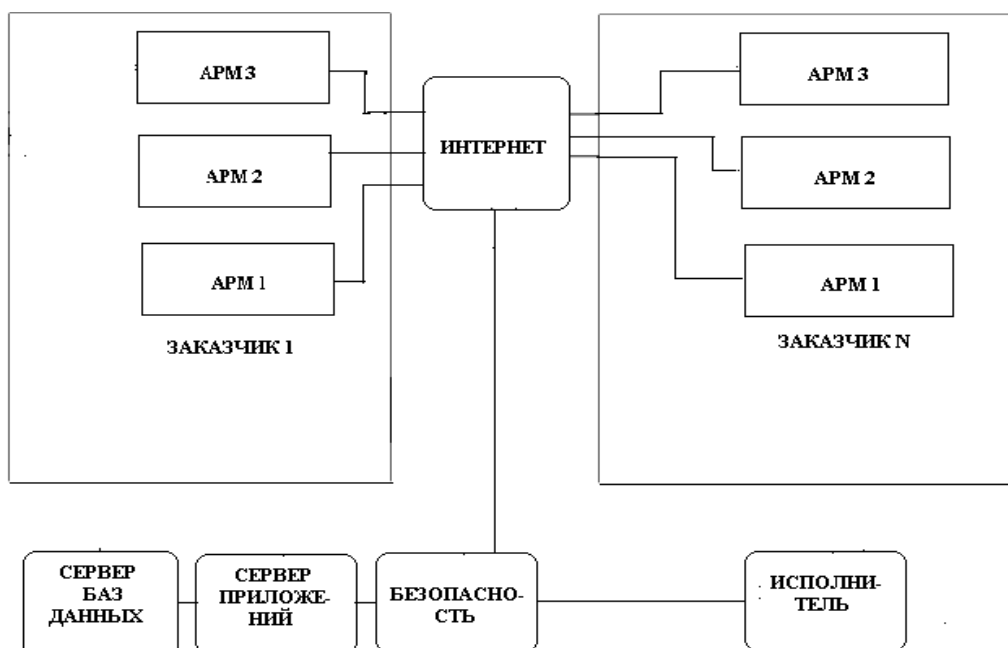 АРМ 3
АРМ 3
ИНТЕРНЕТ
АРМ 2
АРМ 2
АРМ 1
АРМ 1
ЗАКАЗЧИК 1
ЗАКАЗЧИК N
СЕРВЕР
БАЗ
ДАННЫХ
СЕРВЕР
ПРИЛОЖЕ-
НИЙ
БЕЗОПАСНО-
СТЬ
ИСПОЛНИ-
ТЕЛЬ